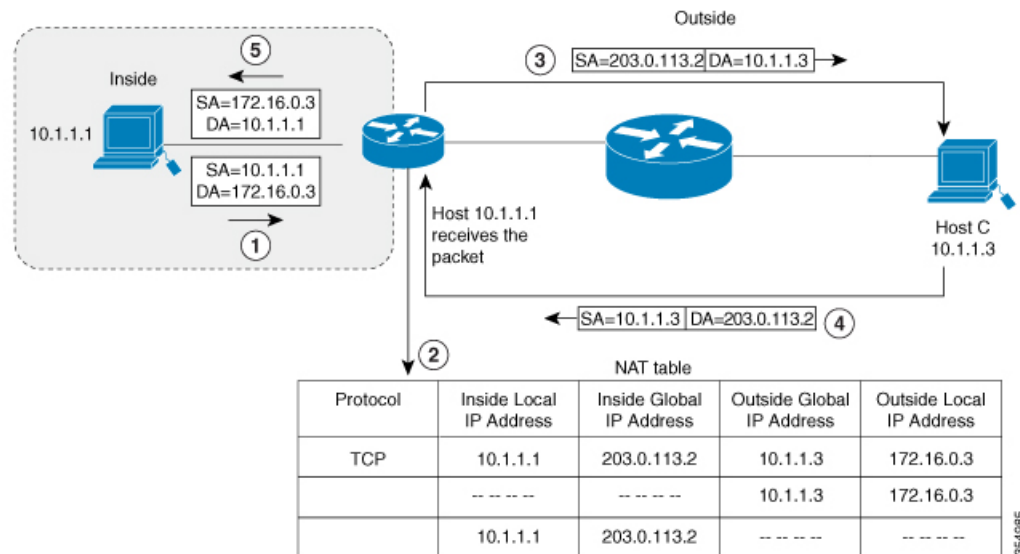 Outside
3
SA=203.0.113.2 DA=10.1.1.3
5
Inside
SA=172.16.0.3
DA=10.1.1.1
10.1.1.1
SA=10.1.1.1
DA=172.16.0.3
1
Host 10.1.1.1
receives the
packet
Host C
10.1.1.3
SA=10.1.1.3 DA=203.0.113.2
4
2
NAT table
Protocol Inside Local IP Address Inside Global IP Address Outside Global IP Address Outside Local IP Address
TCP 10.1.1.1 203.0.113.2 10.1.1.3 172.16.0.3
-- -- -- -- -- -- -- -- 10.1.1.3 172.16.0.3
10.1.1.1 203.0.113.2 -- -- -- -- -- -- -- --